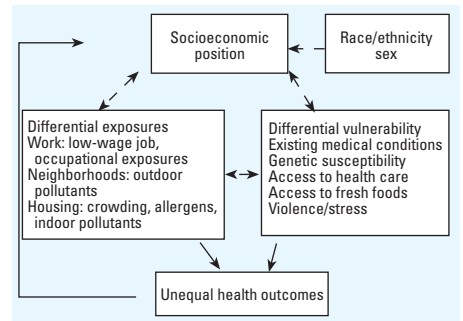 Socioeconomic
position
Race/ethnicity
sex
Differential exposures
Work: low-wage job,
occupational exposures
Neighborhoods: outdoor
pollutants
Housing: crowding, allergens,
indoor pollutants
Differential vulnerability
Existing medical conditions
Genetic susceptibility
Access to health care
Access to fresh foods
Violence/stress
Unequal health outcomes